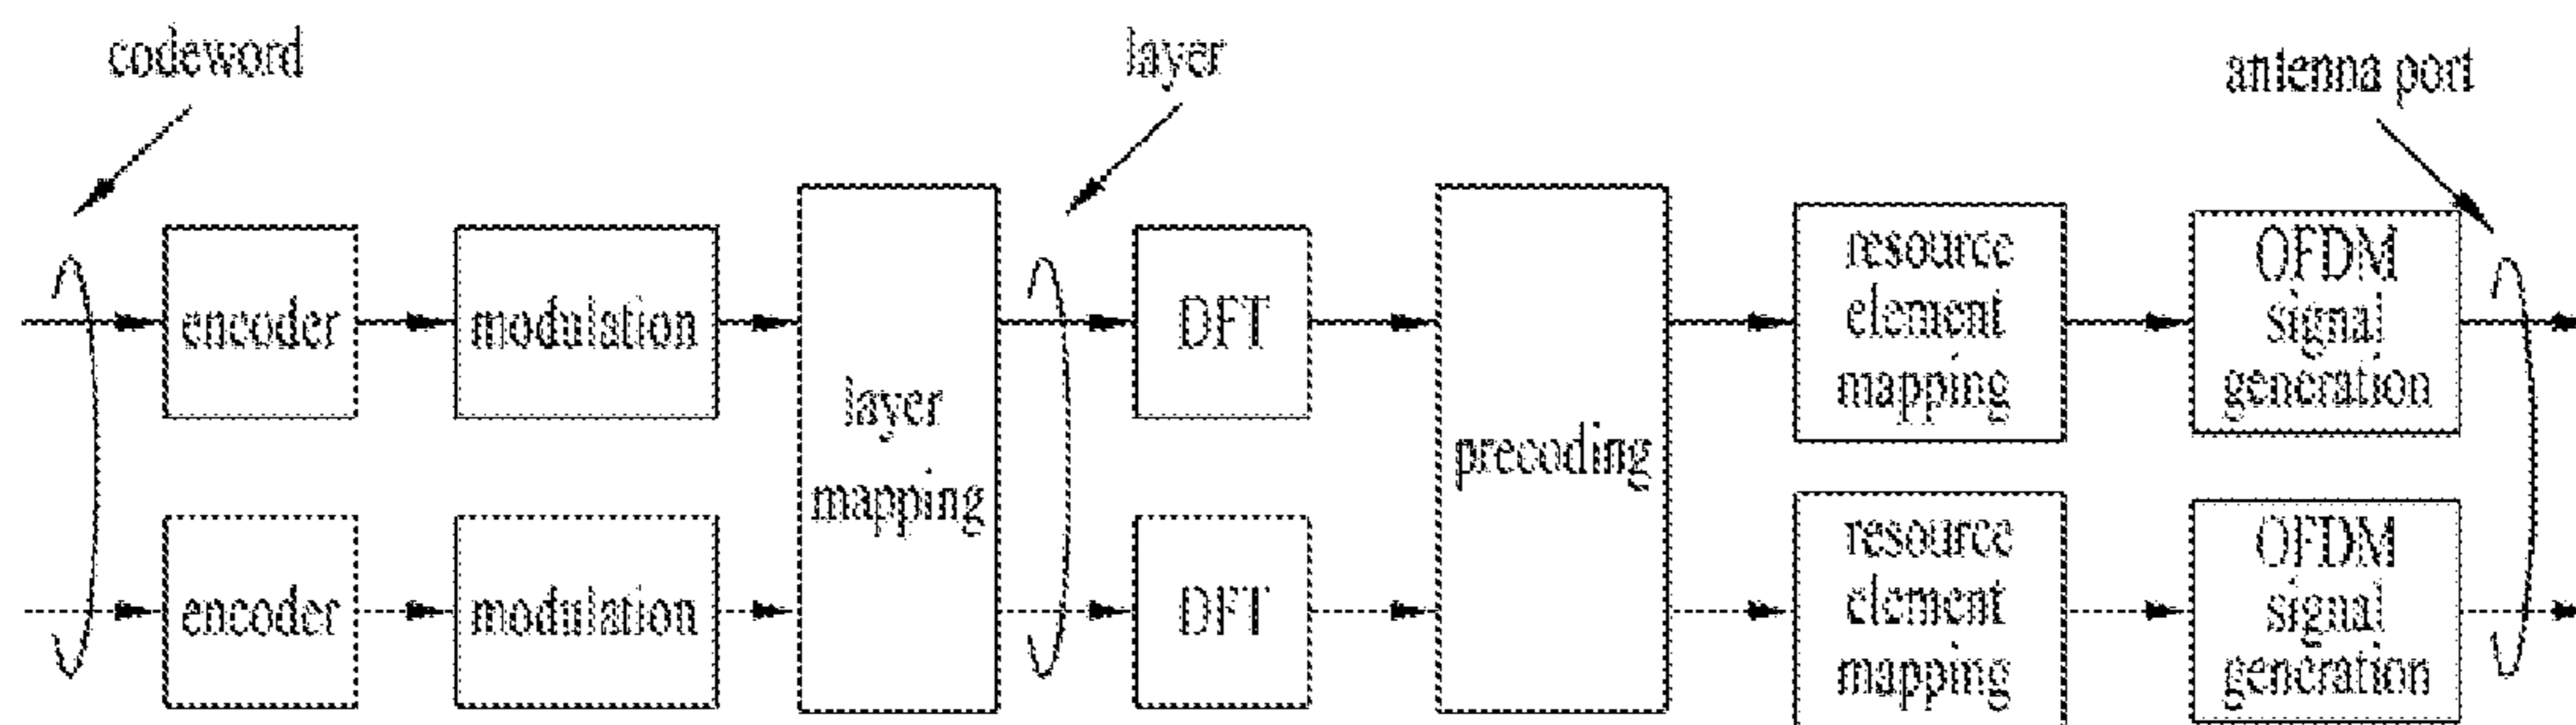 codeword
layer
antenna port
encoder
modulation
layer
mapping
DFT
precoding
resource
element
mapping
OFDM
signal
generation
encoder
modulation
DFT
resource
element
mapping
OFDM
signal
generation